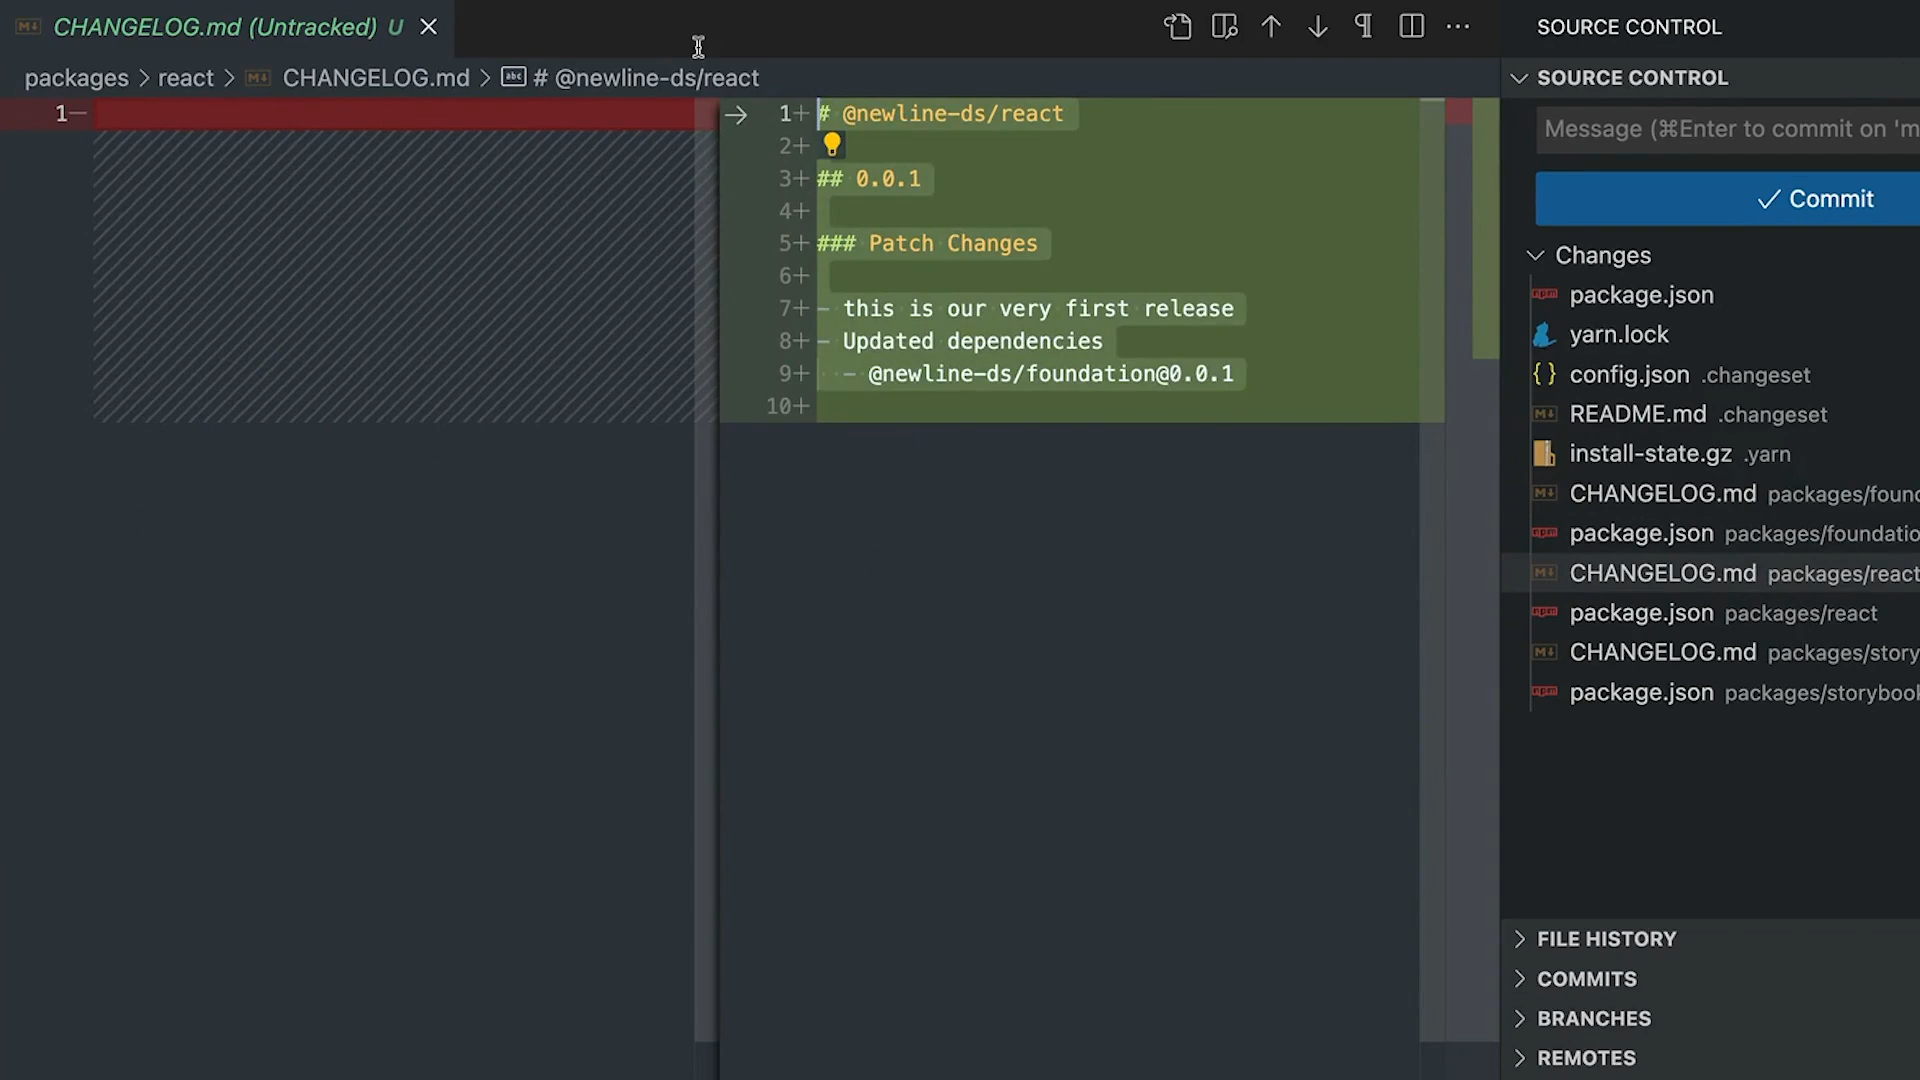 CHANGELOG.md (Untracked) U
packages > react > CHANGELOG.md > # @newline-ds/react
1
1+ # @newline-ds/react
2+
3+ ## 0.0.1
4+
5+ ### Patch Changes
6+
7+ - this is our very first release
8+ - Updated dependencies
9+ - @newline-ds/foundation@0.0.1
10+
SOURCE CONTROL
SOURCE CONTROL
Message (⌘Enter to commit on 'm
Commit
Changes
package.json
yarn.lock
config.json .changeset
README.md .changeset
install-state.gz .yarn
CHANGELOG.md packages/found
package.json packages/foundatio
CHANGELOG.md packages/react
package.json packages/react
CHANGELOG.md packages/story
package.json packages/storybook
FILE HISTORY
COMMITS
BRANCHES
REMOTES